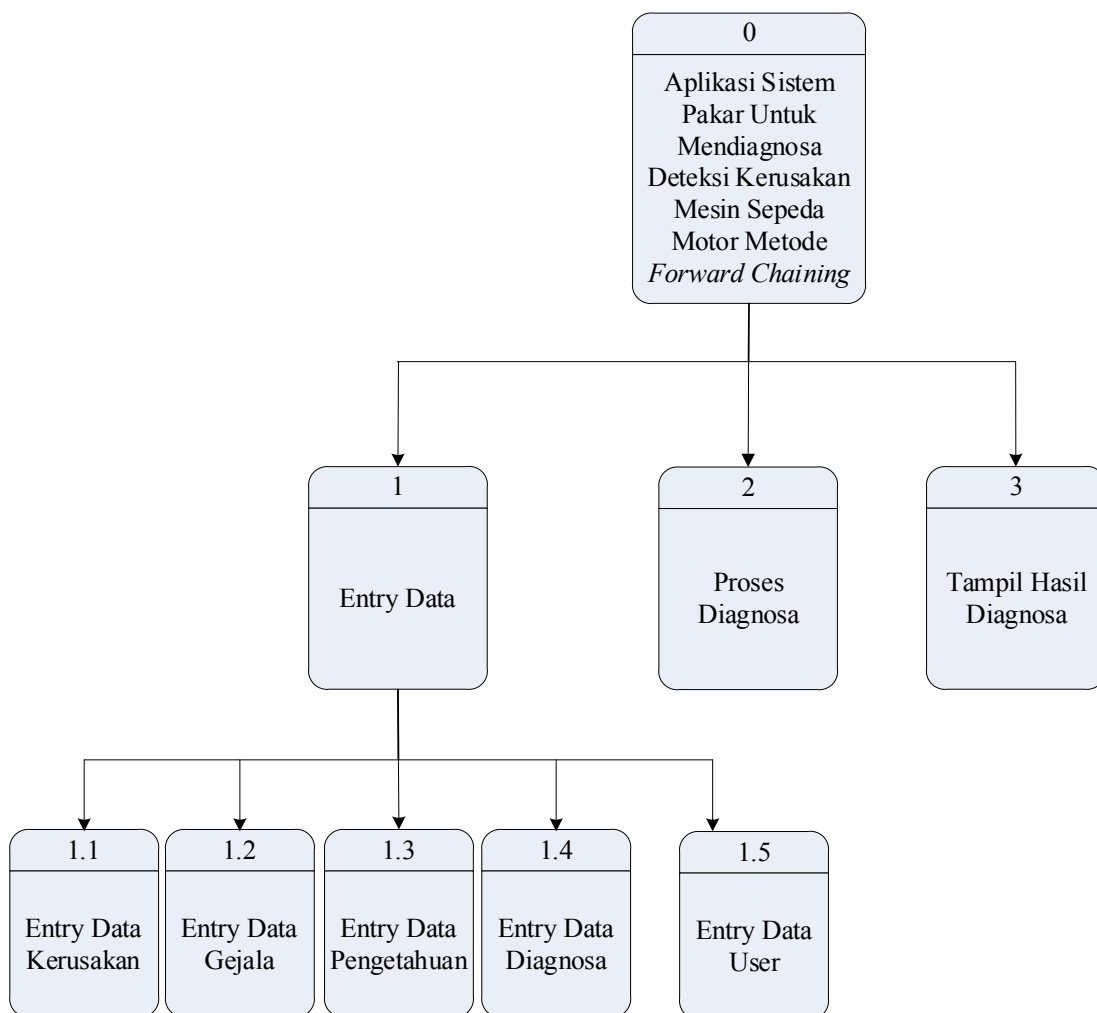 0
Aplikasi Sistem
Pakar Untuk
Mendiagnosa
Deteksi Kerusakan
Mesin Sepeda
Motor Metode
Forward Chaining
1
Entry Data
2
Proses
Diagnosa
3
Tampil Hasil
Diagnosa
1.1
Entry Data
Kerusakan
1.2
Entry Data
Gejala
1.3
Entry Data
Pengetahuan
1.4
Entry Data
Diagnosa
1.5
Entry Data
User